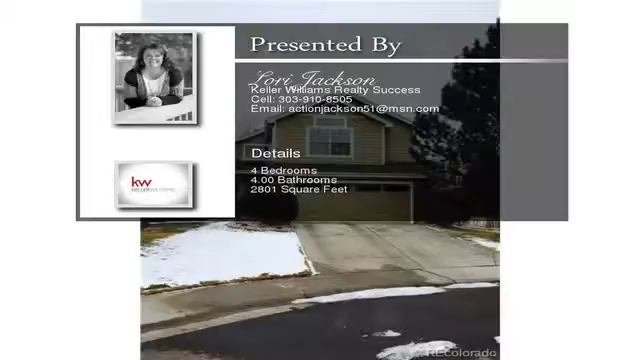 Presented By
Lori Jackson
Keller Williams Realty Success
Cell: 303-910-8505
Email: actionjackson51@msn.com
Details
4 Bedrooms
4.00 Bathrooms
2801 Square Feet
kw
KELLERWILLIAMS
REcolorado